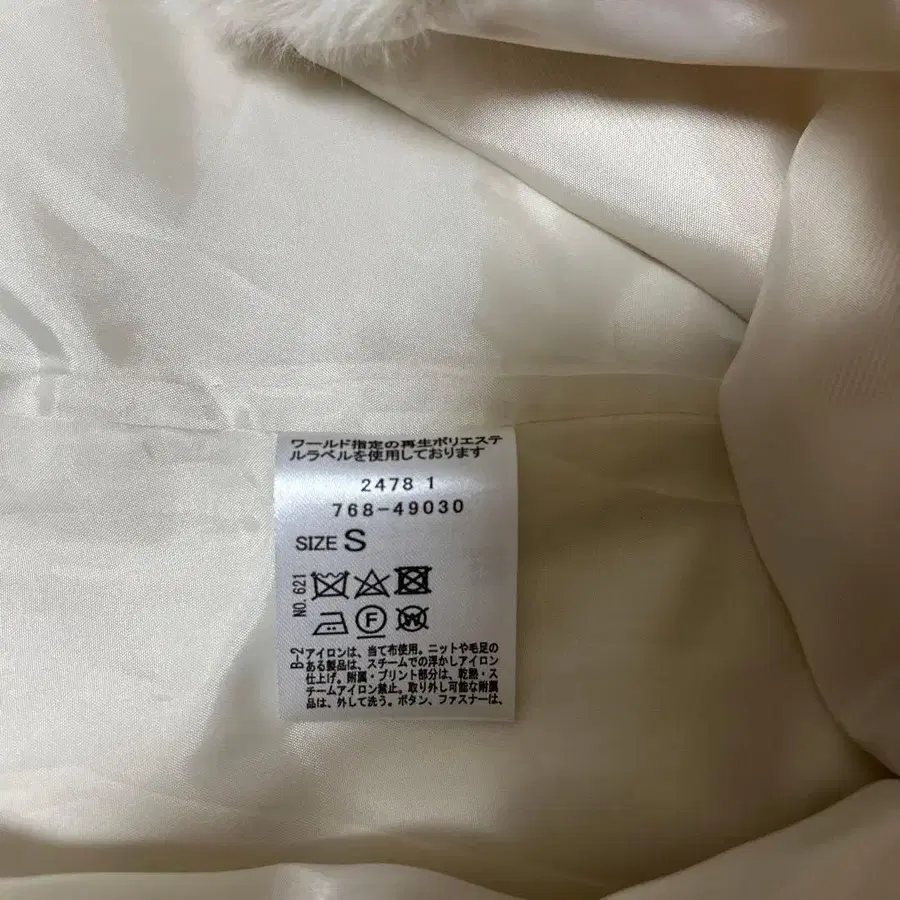 ワールド指定の再生ポリエステ
ルラベルを使用しております
2478 1
768-49030
SIZE S
NO.621
F
W
B-2
アイロンは、当て布使用。ニットや毛足の
ある製品は、スチームでの浮かしアイロン
仕上げ。附属・プリント部分は、乾熱・ス
チームアイロン禁止。取り外し可能な附属
品は、外して洗う。ボタン、ファスナーは、